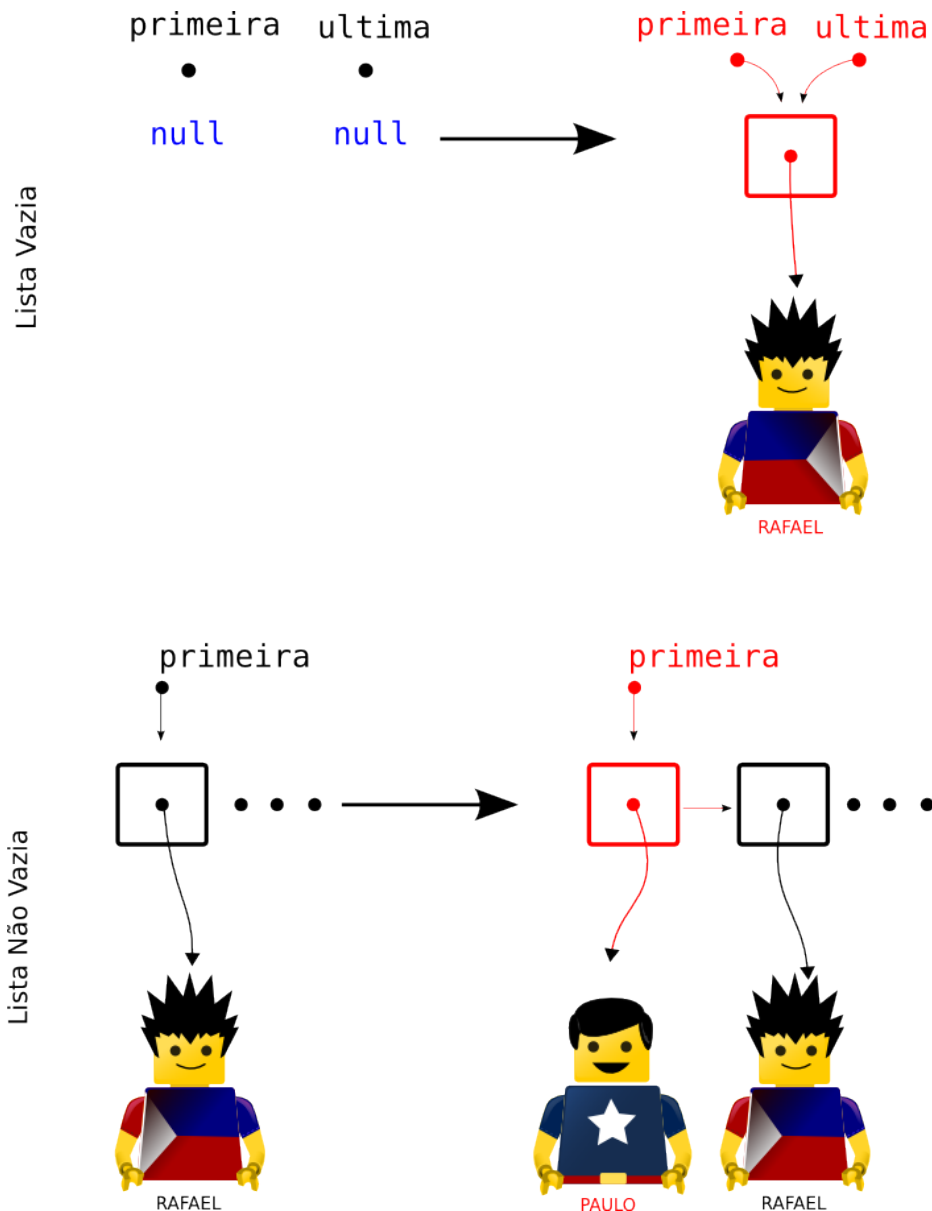 primeira ultima
primeira ultima
null null
Lista Vazia
RAFAEL
primeira
primeira
Lista Não Vazia
RAFAEL
PAULO
RAFAEL